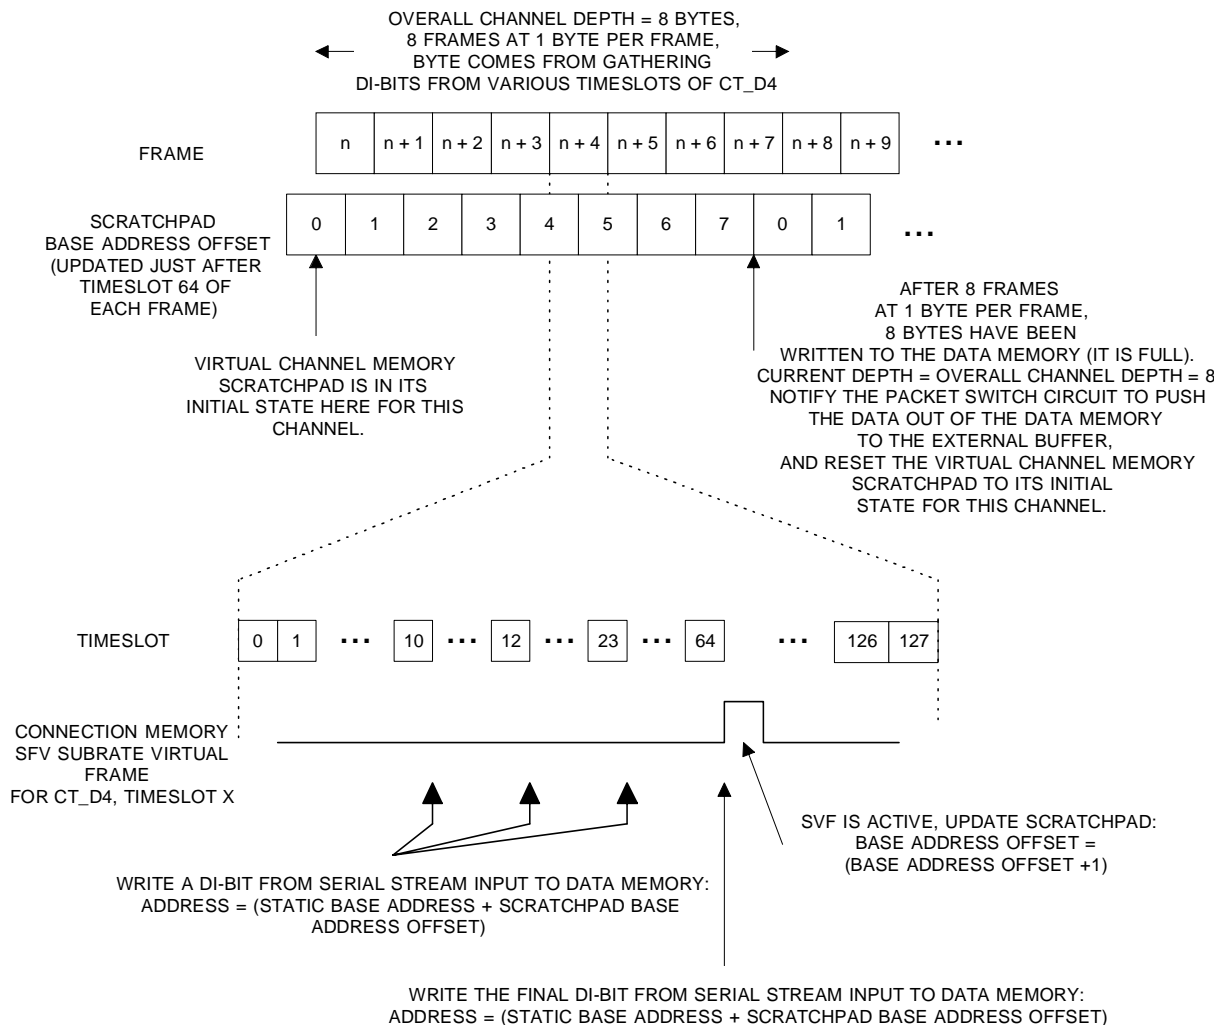 OVERALL CHANNEL DEPTH = 8 BYTES,
8 FRAMES AT 1 BYTE PER FRAME,
BYTE COMES FROM GATHERING
DI-BITS FROM VARIOUS TIMESLOTS OF CT_D4
FRAME
n n + 1 n + 2 n + 3 n + 4 n + 5 n + 6 n + 7 n + 8 n + 9 ...
SCRATCHPAD
BASE ADDRESS OFFSET
(UPDATED JUST AFTER
TIMESLOT 64 OF
EACH FRAME)
0 1 2 3 4 5 6 7 0 1 ...
VIRTUAL CHANNEL MEMORY
SCRATCHPAD IS IN ITS
INITIAL STATE HERE FOR THIS
CHANNEL.
AFTER 8 FRAMES
AT 1 BYTE PER FRAME,
8 BYTES HAVE BEEN
WRITTEN TO THE DATA MEMORY (IT IS FULL).
CURRENT DEPTH = OVERALL CHANNEL DEPTH = 8
NOTIFY THE PACKET SWITCH CIRCUIT TO PUSH
THE DATA OUT OF THE DATA MEMORY
TO THE EXTERNAL BUFFER,
AND RESET THE VIRTUAL CHANNEL MEMORY
SCRATCHPAD TO ITS INITIAL
STATE FOR THIS CHANNEL.
TIMESLOT
0 1 ... 10 ... 12 ... 23 ... 64 ... 126 127
CONNECTION MEMORY
SFV SUBRATE VIRTUAL
FRAME
FOR CT_D4, TIMESLOT X
SVF IS ACTIVE, UPDATE SCRATCHPAD:
BASE ADDRESS OFFSET =
(BASE ADDRESS OFFSET +1)
WRITE A DI-BIT FROM SERIAL STREAM INPUT TO DATA MEMORY:
ADDRESS = (STATIC BASE ADDRESS + SCRATCHPAD BASE
ADDRESS OFFSET)
WRITE THE FINAL DI-BIT FROM SERIAL STREAM INPUT TO DATA MEMORY:
ADDRESS = (STATIC BASE ADDRESS + SCRATCHPAD BASE ADDRESS OFFSET)